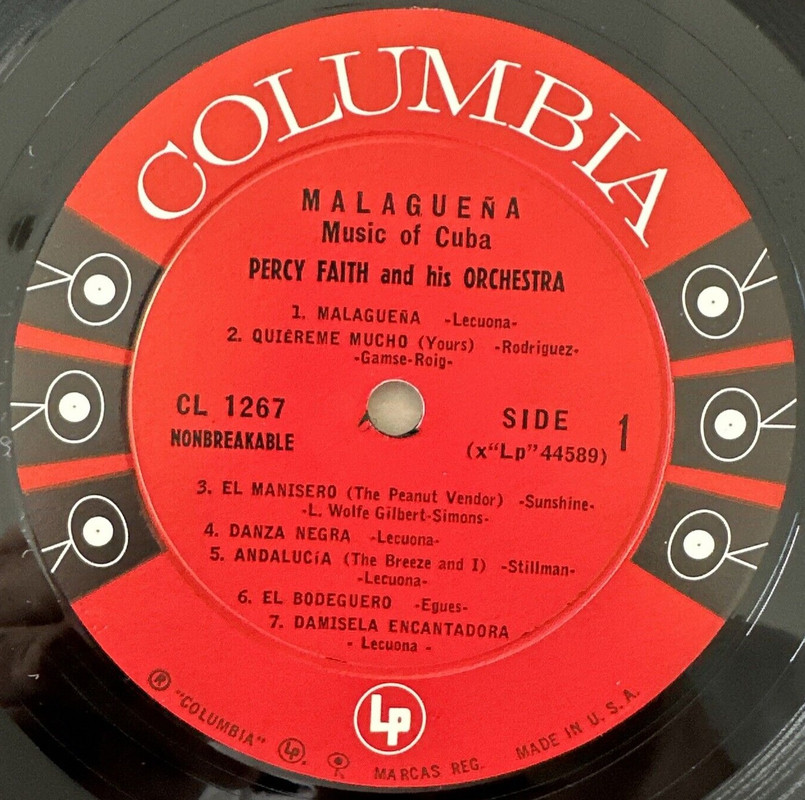 COLUMBIA
MALAGUEÑA
Music of Cuba
PERCY FAITH and his ORCHESTRA
1. MALAGUEÑA -Lecuona-
2. QUIÊREME MUCHO (Yours) -Rodriguez-
-Gamse-Roig-
CL 1267
NONBREAKABLE
SIDE 1
(x"Lp"44589)
3. EL MANISERO (The Peanut Vendor) -Sunshine-
-L. Wolfe Gilbert-Simons-
4. DANZA NEGRA -Lecuona-
5. ANDALUCíA (The Breeze and I) -Stillman-
-Lecuona-
6. EL BODEGUERO -Egues-
7. DAMISELA ENCANTADORA
- Lecuona -
Lp
® "COLUMBIA" Lp. MARCAS REG. MADE IN U. S. A.